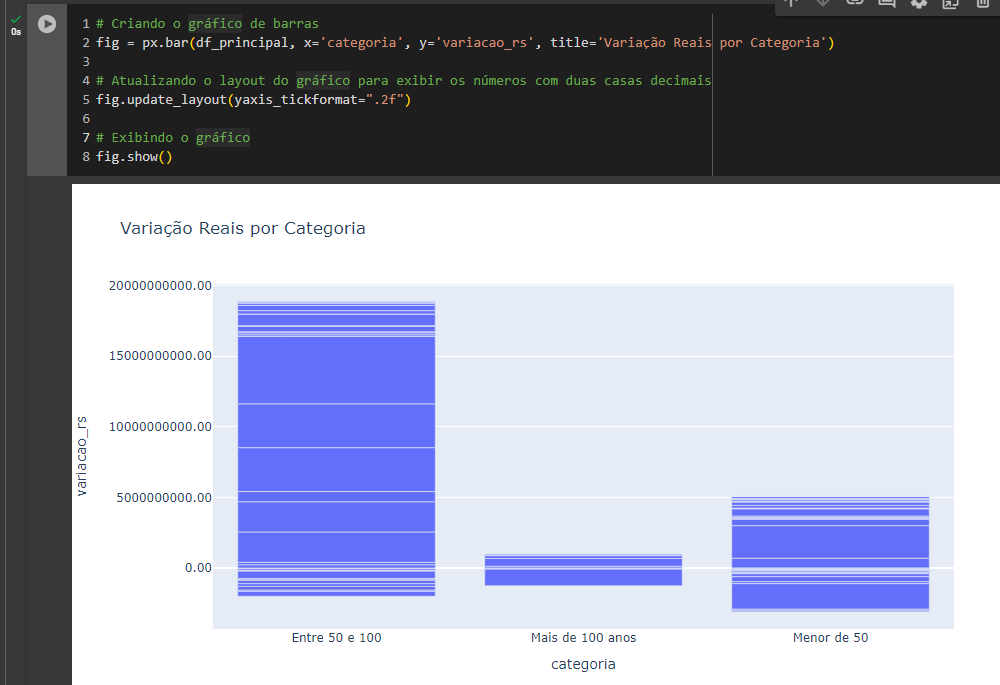 0s
1 # Criando o gráfico de barras
2 fig = px.bar(df_principal, x='categoria', y='variacao_rs', title='Variação Reais por Categoria')
3
4 # Atualizando o layout do gráfico para exibir os números com duas casas decimais
5 fig.update_layout(yaxis_tickformat=".2f")
6
7 # Exibindo o gráfico
8 fig.show()
Variação Reais por Categoria
20000000000.00
15000000000.00
10000000000.00
5000000000.00
0.00
variacao_rs
Entre 50 e 100 Mais de 100 anos Menor de 50
categoria